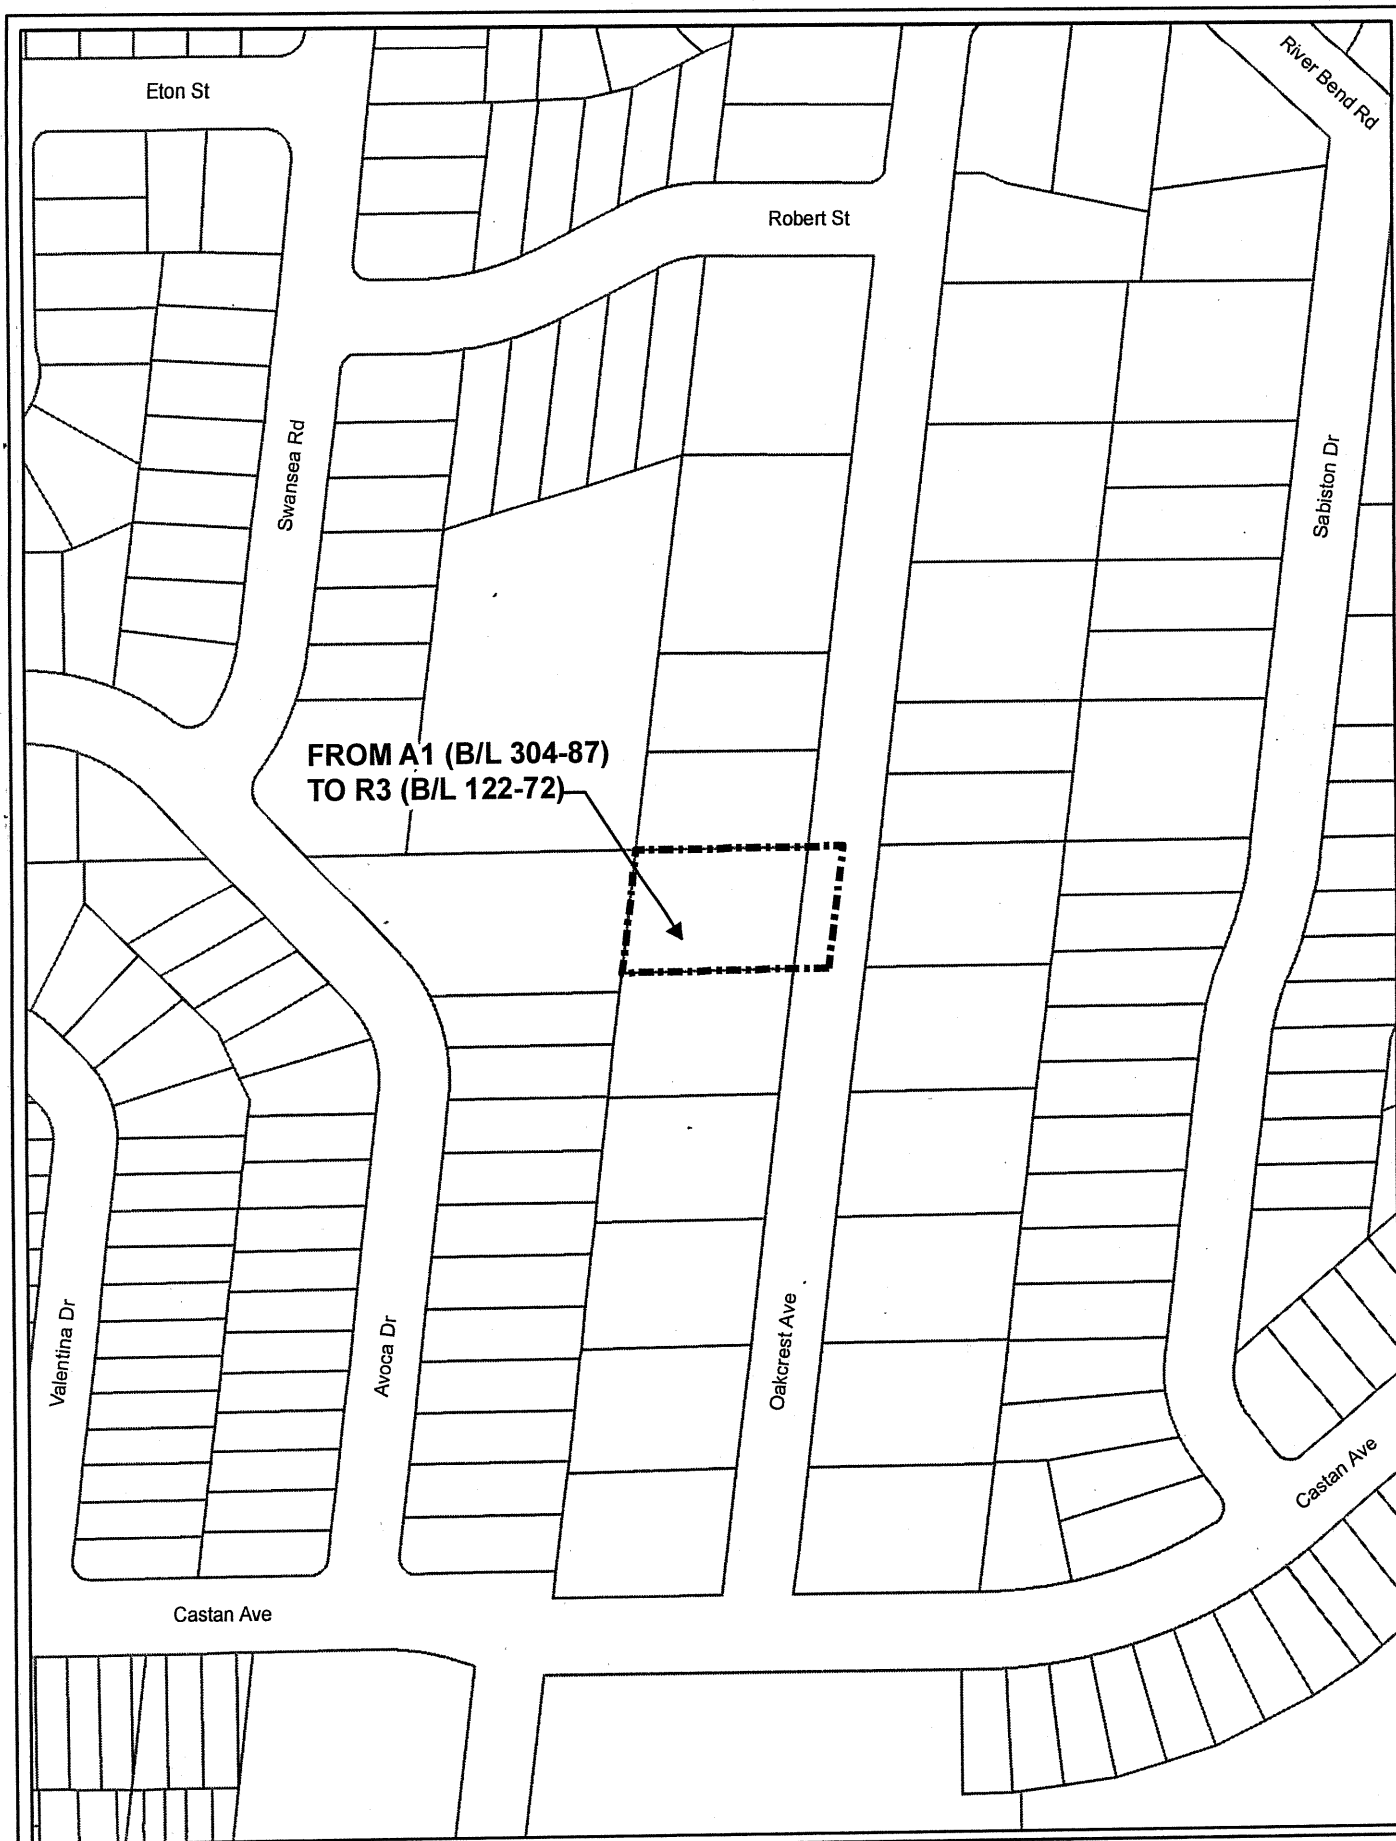 Eton St
River Bend Rd
Robert St
Swansea Rd
Sabiston Dr
FROM A1 (B/L 304-87)
TO R3 (B/L 122-72)
Valentina Dr
Avoca Dr
Oakcrest Ave
Castan Ave
Castan Ave